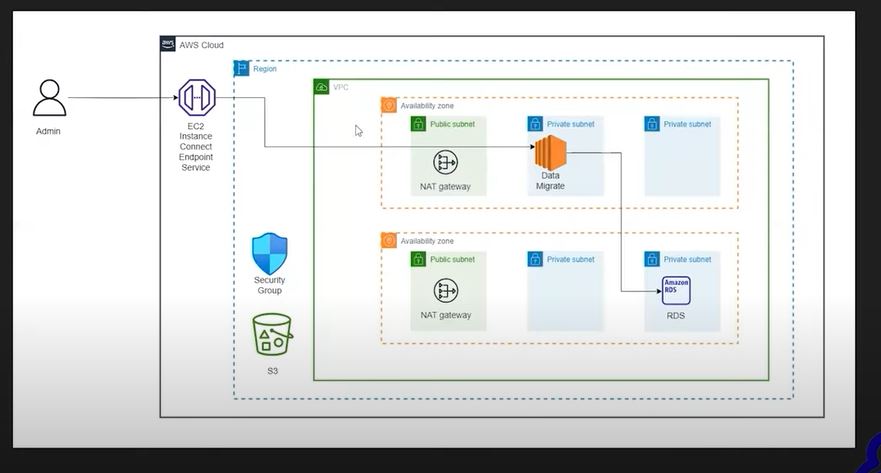 aws
AWS Cloud
Region
VPC
Admin
EC2
Instance
Connect
Endpoint
Service
Availability zone
Public subnet
Private subnet
Private subnet
NAT gateway
Data
Migrate
Security
Group
S3
Availability zone
Public subnet
Private subnet
Private subnet
NAT gateway
Amazon
RDS
RDS